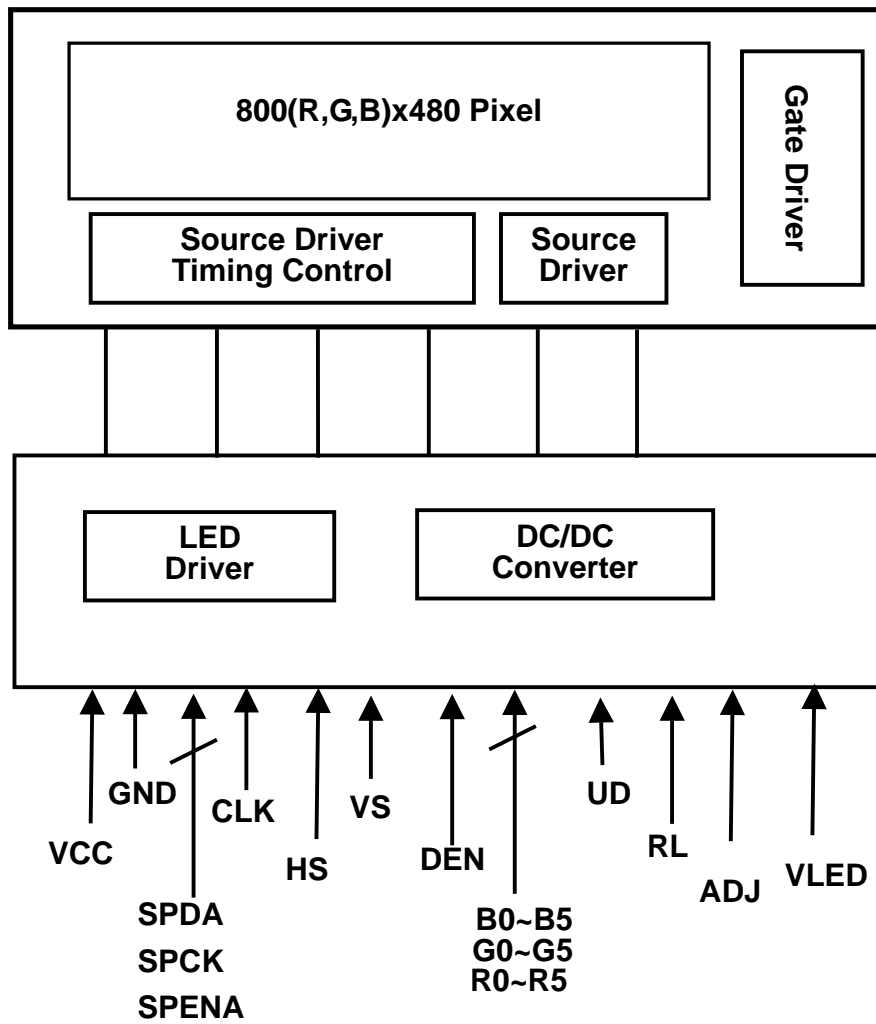 800(R,G,B)x480 Pixel
Gate Driver
Source Driver
Timing Control
Source
Driver
LED
Driver
DC/DC
Converter
VCC
GND
SPDA
SPCK
SPENA
CLK
HS
VS
DEN
B0~B5
G0~G5
R0~R5
UD
RL
ADJ
VLED